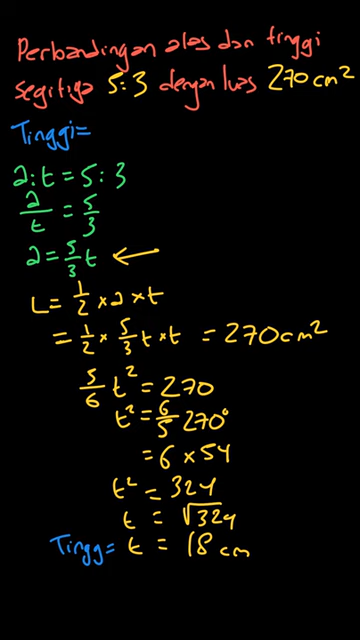 Perbandingan alas dan tinggi
segitiga 5:3 dengan luas 270 cm²
Tinggi=
a:t = 5:3
a/t = 5/3
a = 5/3 t ←
L = 1/2 × a × t
= 1/2 × 5/3 t × t = 270 cm²
5/6 t² = 270
t² = 6/5 270
= 6 × 54
t² = 324
t = √324
Tingg= t = 18 cm